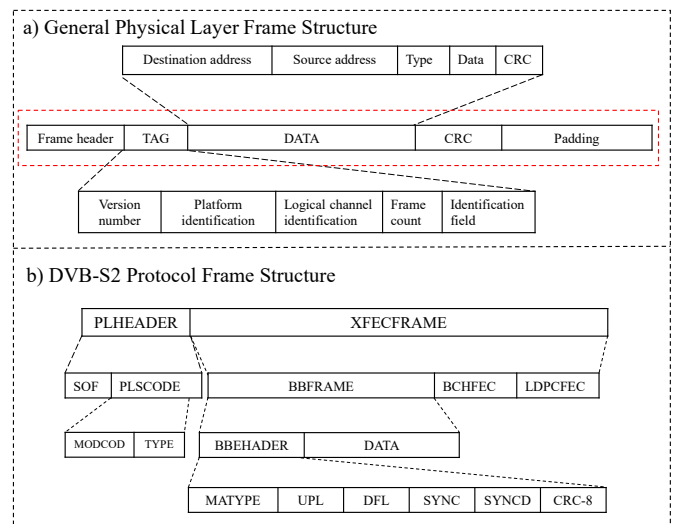 a) General Physical Layer Frame Structure
Destination address Source address Type Data CRC
Frame header TAG DATA CRC Padding
Version number Platform identification Logical channel identification Frame count Identification field
b) DVB-S2 Protocol Frame Structure
PLHEADER XFECFRAME
SOF PLSCODE BBFRAME BCHFEC LDPCFEC
MODCOD TYPE BBEHADER DATA
MATYPE UPL DFL SYNC SYNCD CRC-8